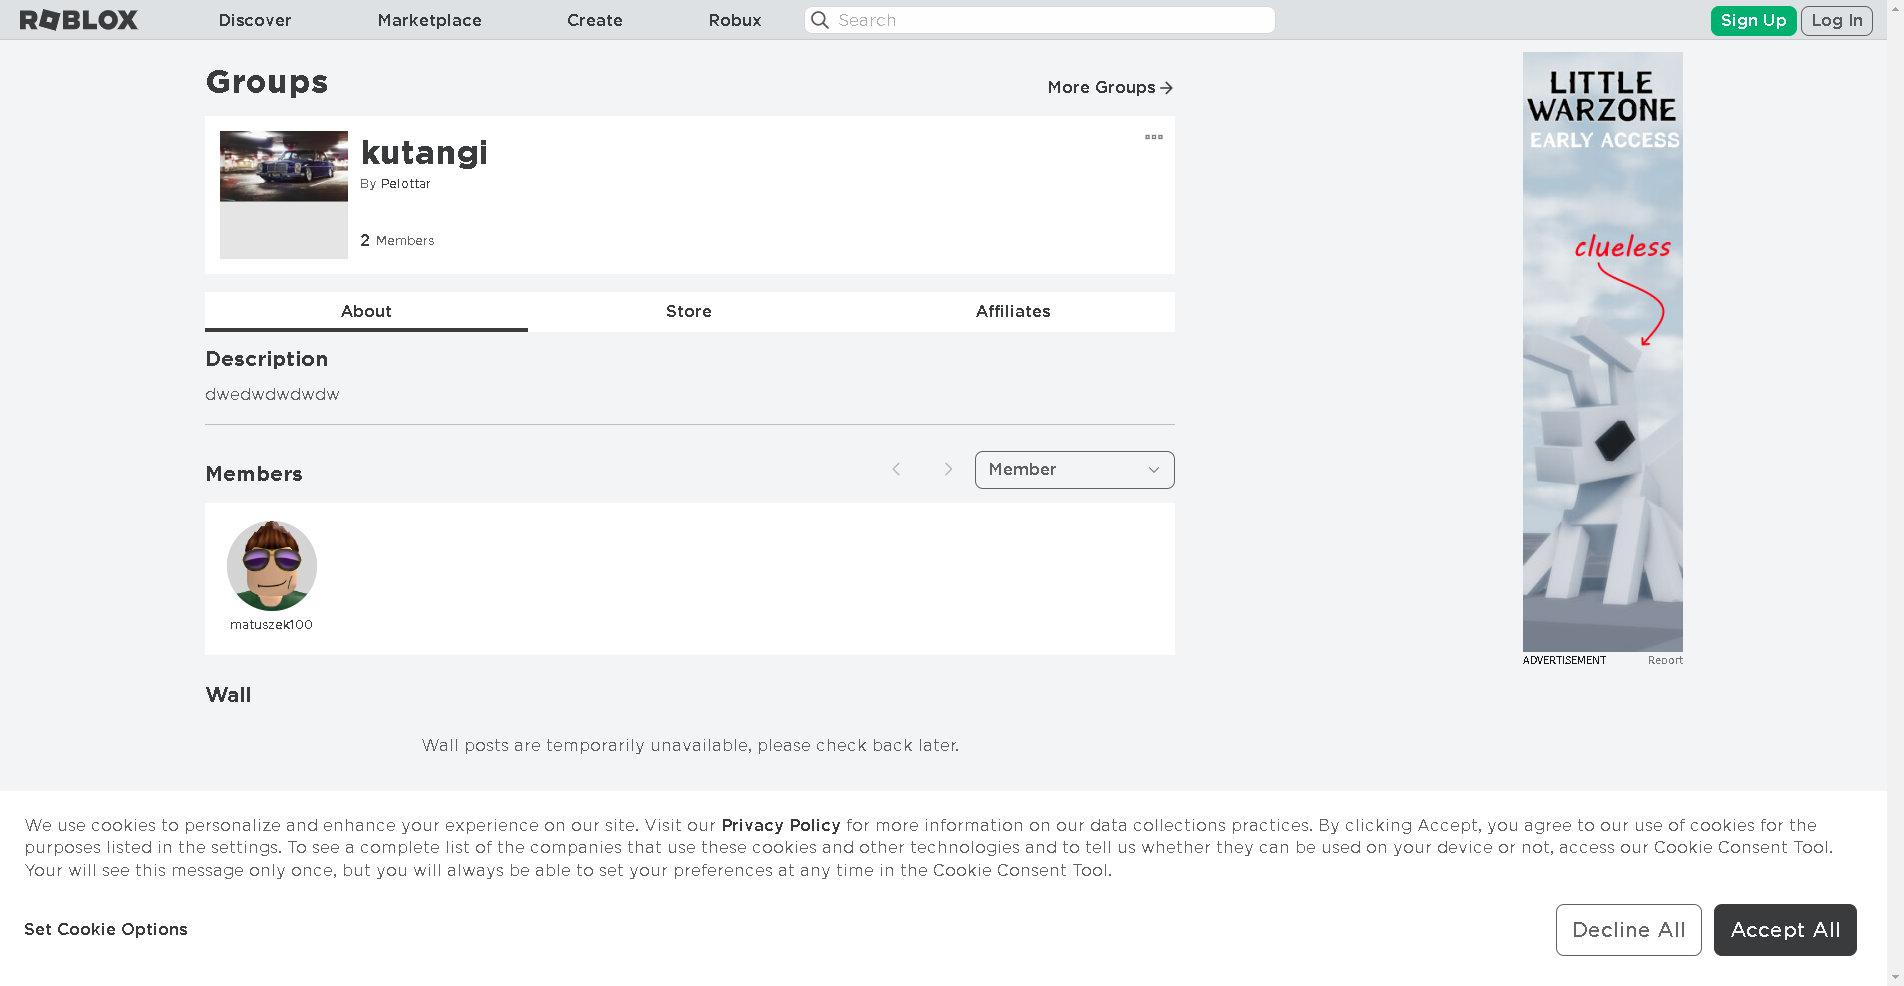 ROBLOX Discover Marketplace Create Robux Search Sign Up Log In
Groups
More Groups
kutangi
By Pelottar
2 Members
About Store Affiliates
Description
dwedwdwdwdw
Members
Member
matuszek100
Wall
Wall posts are temporarily unavailable, please check back later.
LITTLE
WARZONE
EARLY ACCESS
clueless
ADVERTISEMENT Report
We use cookies to personalize and enhance your experience on our site. Visit our Privacy Policy for more information on our data collections practices. By clicking Accept, you agree to our use of cookies for the
purposes listed in the settings. To see a complete list of the companies that use these cookies and other technologies and to tell us whether they can be used on your device or not, access our Cookie Consent Tool.
Your will see this message only once, but you will always be able to set your preferences at any time in the Cookie Consent Tool.
Set Cookie Options
Decline All
Accept All